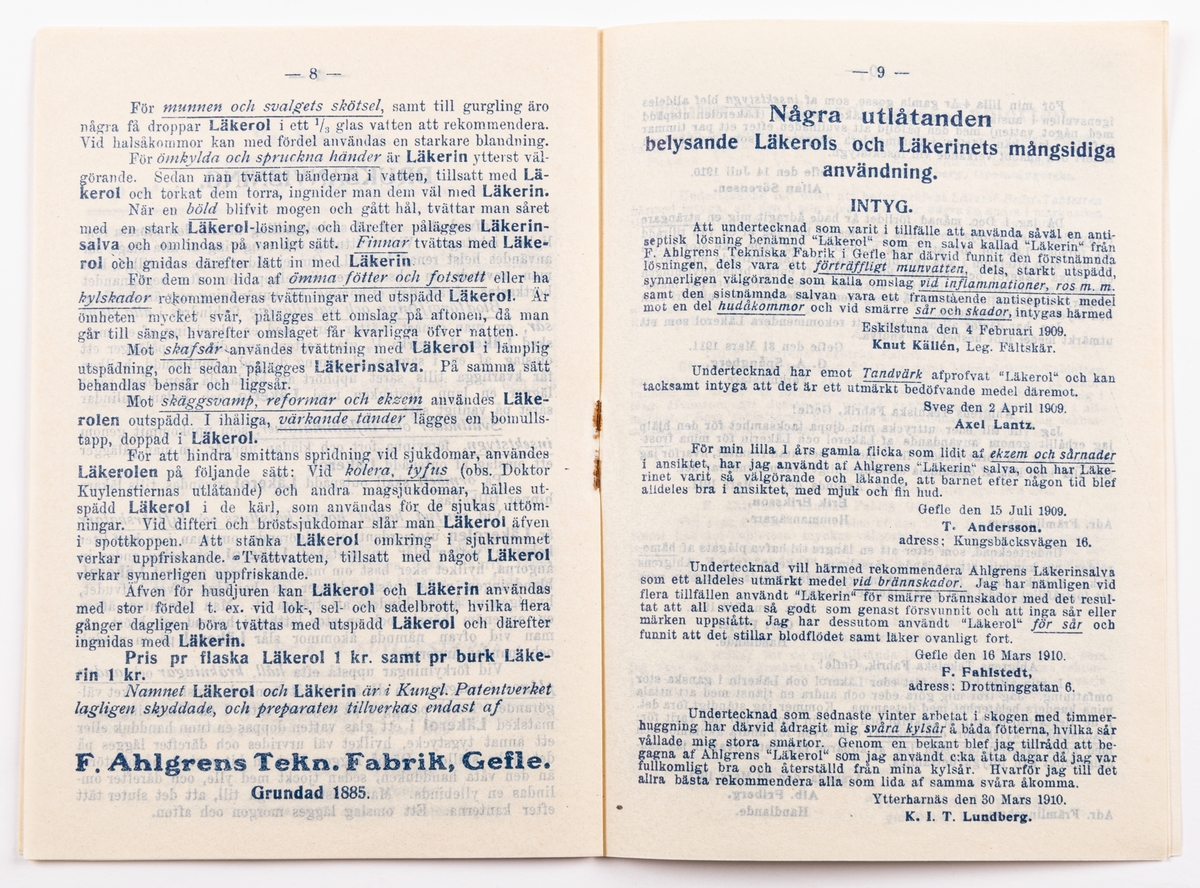 — 8 —
För munnen och svalgets skötsel, samt till gurgling äro
några få droppar Läkerol i ett 1/3 glas vatten att rekommendera.
Vid halsåkommor kan med fördel användas en starkare blandning.
För ömkylda och spruckna händer är Läkerin ytterst väl-
görande. Sedan man tvättat händerna i vatten, tillsatt med Lä-
kerol och torkat dem torra, ingnider man dem väl med Läkerin.
När en böld blifvit mogen och gått hål, tvättar man såret
med en stark Läkerol-lösning, och därefter pålägges Läkerin-
salva och omlindas på vanligt sätt. Finnar tvättas med Läke-
rol och gnidas därefter lätt in med Läkerin
För dem som lida af ömma fötter och fotsvett eller ha
kylskador rekommenderas tvättningar med utspädd Läkerol. Är
ömheten mycket svår, pålägges ett omslag på aftonen, då man
går till sängs, hvarefter omslaget får kvarligga öfver natten.
Mot skafsår användes tvättning med Läkerol i lämplig
utspädning, och sedan pålägges Läkerinsalva. På samma sätt
behandlas bensår och liggsår.
Mot skäggsvamp, reformar och ekzem användes Läke-
rolen outspädd. I ihåliga, värkande tänder lägges en bomulls-
tapp, doppad i Läkerol.
För att hindra smittans spridning vid sjukdomar, användes
Läkerolen på följande sätt: Vid kolera, tyfus (obs. Doktor
Kuylenstiernas utlåtande) och andra magsjukdomar, hälles ut-
spädd Läkerol i de kärl, som användes för de sjukas uttöm-
ningar. Vid difteri och bröstsjukdomar slår man Läkerol äfven
i spottkoppen. Att stänka Läkerol omkring i sjukrummet
verkar uppfriskande. Tvättvatten, tillsatt med något Läkerol
verkar synnerligen uppfriskande.
Äfven för husdjuren kan Läkerol och Läkerin användas
med stor fördel t. ex. vid lok-, sel- och sadelbrott, hvilka flera
gånger dagligen böra tvättas med utspädd Läkerol och därefter
ingnidas med Läkerin.
Pris pr flaska Läkerol 1 kr. samt pr burk Läke-
rin 1 kr.
Namnet Läkerol och Läkerin är i Kungl. Patentverket
lagligen skyddade, och preparaten tillverkas endast af
F. Ahlgrens Tekn. Fabrik, Gefle.
Grundad 1885.
— 9 —
Några utlåtanden
belysande Läkerols och Läkerinets mångsidiga
användning.
INTYG.
Att undertecknad som varit i tillfälle att använda såväl en anti-
septisk lösning benämnd "Läkerol" som en salva kallad "Läkerin" från
F. Ahlgrens Tekniska Fabrik i Gefle har därvid funnit den förstnämnda
lösningen, dels vara ett förträffligt munvatten, dels, starkt utspädd,
synnerligen välgörande som kalla omslag vid inflammationer, ros m. m.
samt den sistnämnda salvan vara ett framstående antiseptiskt medel
mot en del hudåkommor och vid smärre sår och skador, intygas härmed
Eskilstuna den 4 Februari 1909.
Knut Källén, Leg. Fältskär.
Undertecknad har emot Tandvärk afprofvat "Läkerol" och kan
tacksamt intyga att det är ett utmärkt bedöfvande medel däremot.
Sveg den 2 April 1909.
Axel Lantz.
För min lilla 1 års gamla flicka som lidit af ekzem och sårnader
i ansiktet, har jag användt af Ahlgrens "Läkerin" salva, och har Läke-
rinet varit så välgörande och läkande, att barnet efter någon tid blef
alldeles bra i ansiktet, med mjuk och fin hud.
Gefle den 15 Juli 1909.
T. Andersson.
adress: Kungsbäcksvägen 16.
Undertecknad vill härmed rekommendera Ahlgrens Läkerinsalva
som ett alldeles utmärkt medel vid brännskador. Jag har nämligen vid
flera tillfällen användt "Läkerin" för smärre brännskador med det resul-
tat att all sveda så godt som genast försvunnit och att inga sår eller
märken uppstått. Jag har dessutom användt "Läkerol" för sår och
funnit att det stillar blodflödet samt läker ovanligt fort.
Gefle den 16 Mars 1910.
F. Fahlstedt,
adress: Drottninggatan 6.
Undertecknad som sednaste vinter arbetat i skogen med timmer-
huggning har därvid ådragit mig svåra kylsår å båda fötterna, hvilka sår
vållade mig stora smärtor. Genom en bekant blef jag tillrådd att be-
gagna af Ahlgrens "Läkerol" som jag användt c:ka åtta dagar då jag var
fullkomligt bra och återställd från mina kylsår. Hvarför jag till det
allra bästa rekommendera alla som lida af samma svåra åkomma.
Ytterharnäs den 30 Mars 1910.
K. I. T. Lundberg.